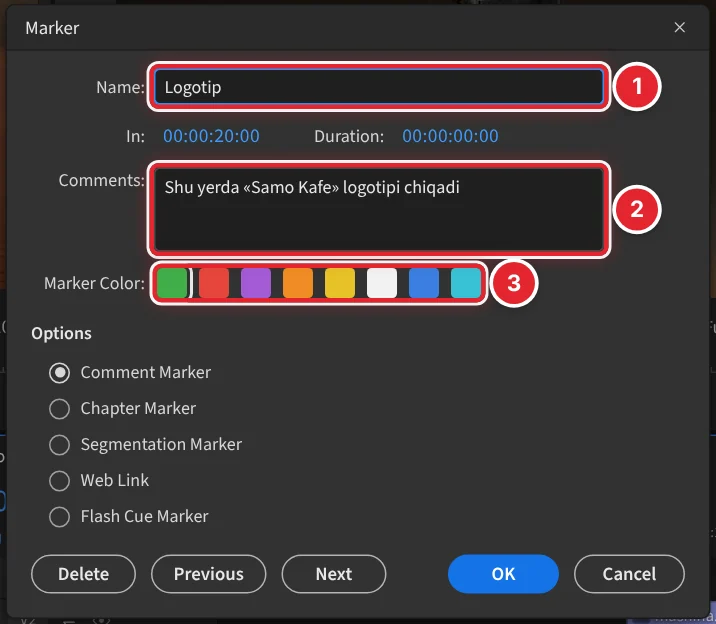 Marker
Name: Logotip 1
In: 00:00:20:00 Duration: 00:00:00:00
Comments: Shu yerda «Samo Kafe» logotipi chiqadi 2
Marker Color: 3
Options
Comment Marker
Chapter Marker
Segmentation Marker
Web Link
Flash Cue Marker
Delete Previous Next OK Cancel